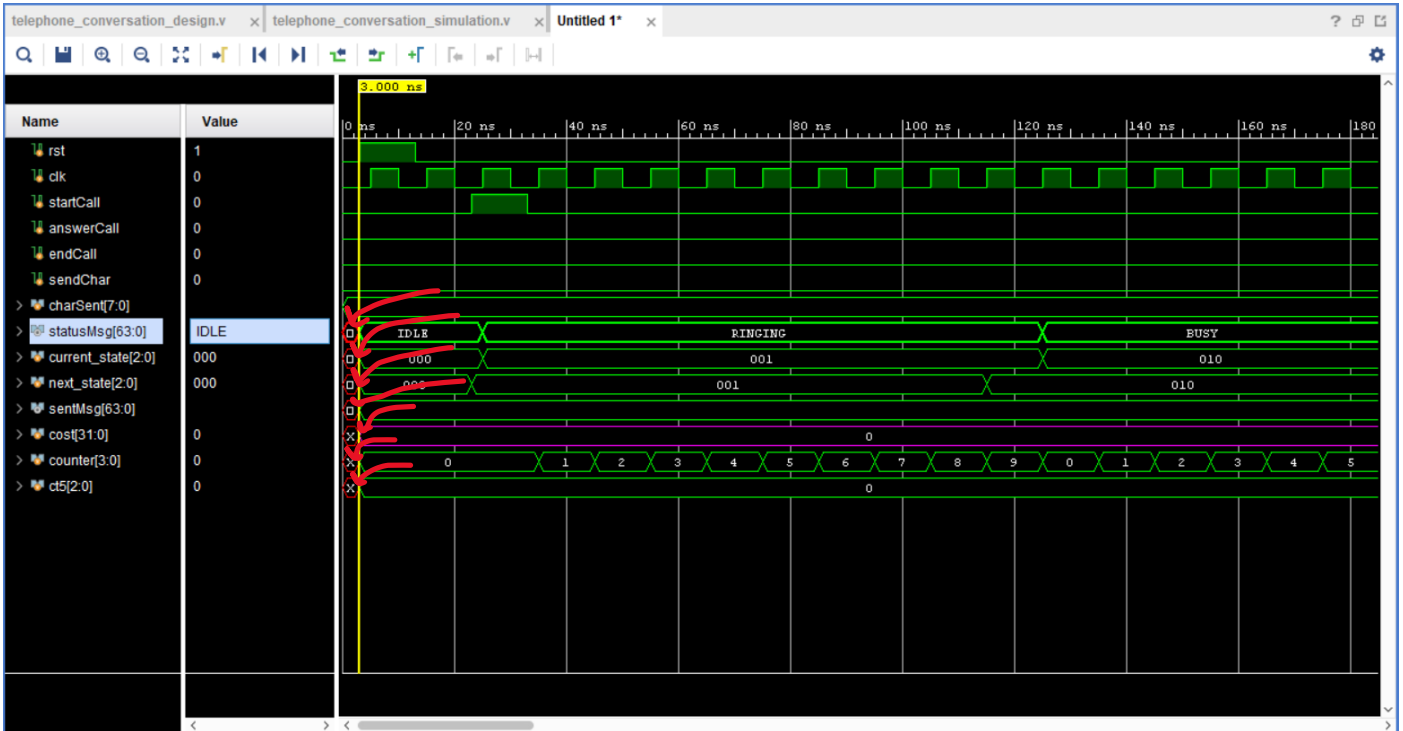 telephone_conversation_design.v × telephone_conversation_simulation.v × Untitled 1* × ?
3.000 ns
Name Value
0 ns 20 ns 40 ns 60 ns 80 ns 100 ns 120 ns 140 ns 160 ns 180
rst 1
clk 0
startCall 0
answerCall 0
endCall 0
sendChar 0
charSent[7:0]
statusMsg[63:0] IDLE IDLE RINGING BUSY
current_state[2:0] 000 000 001 010
next_state[2:0] 000 000 001 010
sentMsg[63:0]
cost[31:0] 0 X 0
counter[3:0] 0 X 0 1 2 3 4 5 6 7 8 9 0 1 2 3 4 5
ct5[2:0] 0 X 0